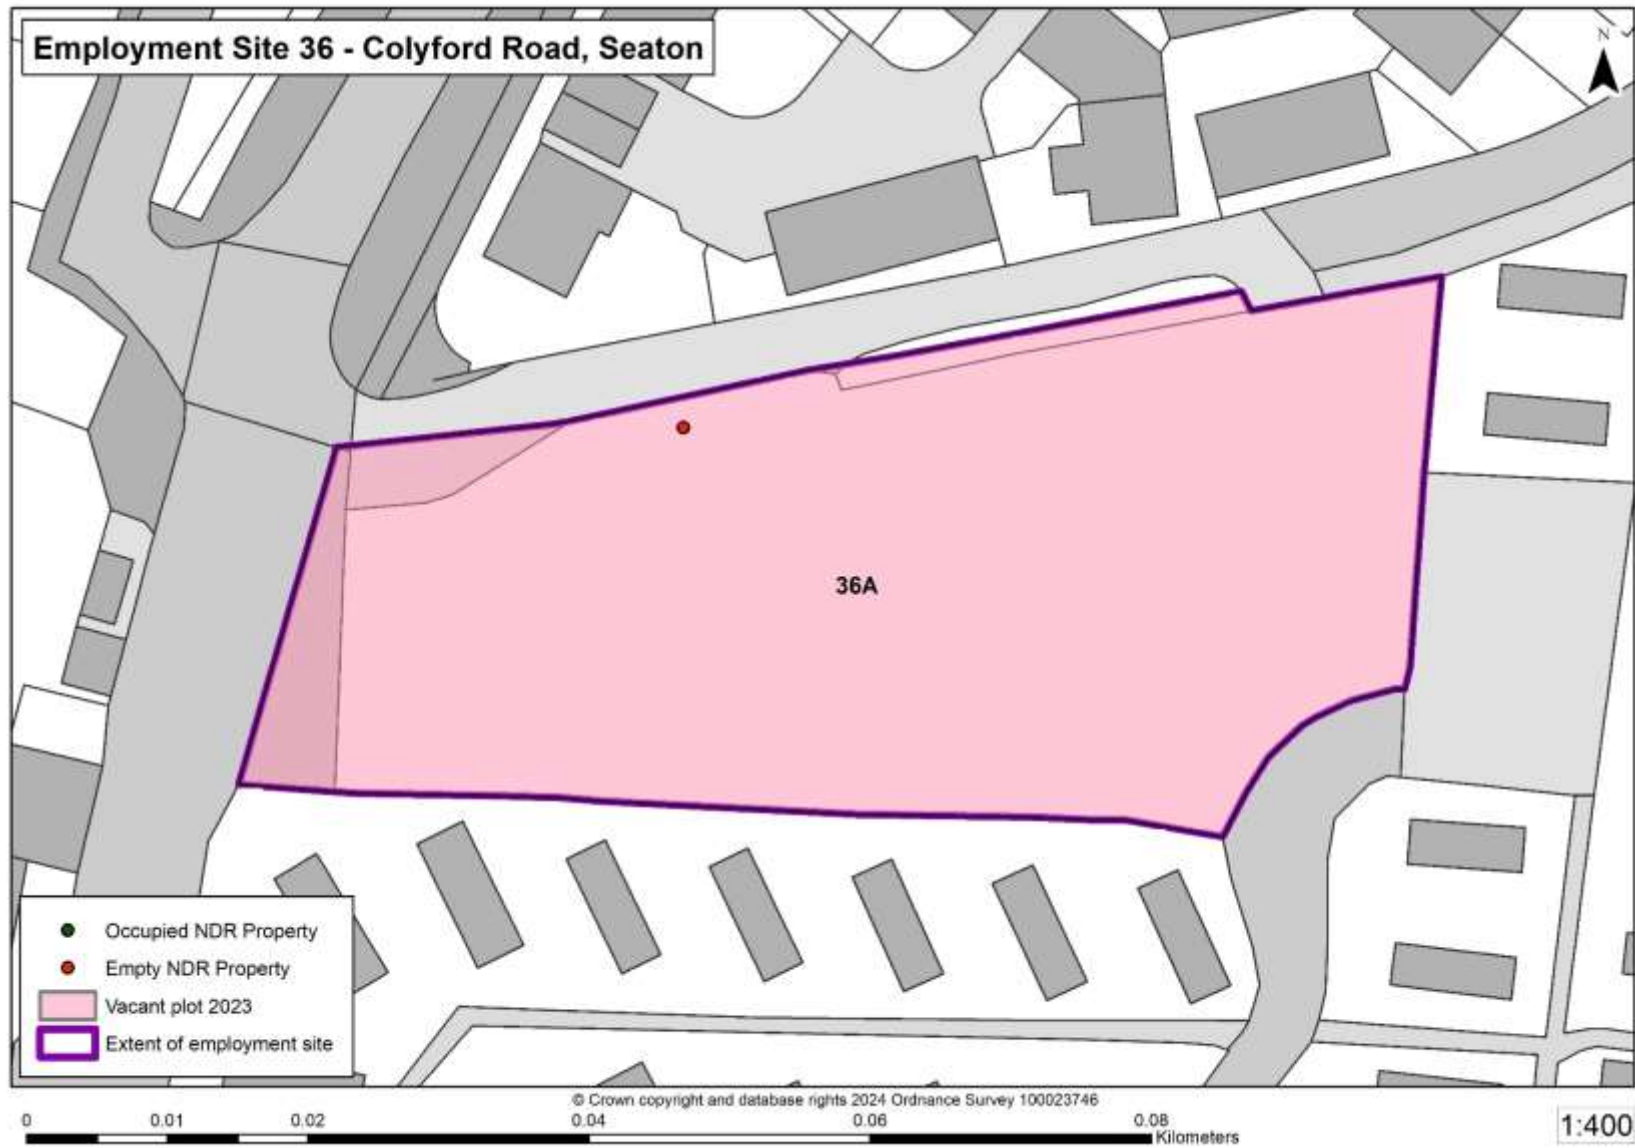 Employment Site 36 - Colyford Road, Seaton
N
36A
Occupied NDR Property
Empty NDR Property
Vacant plot 2023
Extent of employment site
© Crown copyright and database rights 2024 Ordnance Survey 100023746
0 0.01 0.02 0.04 0.06 0.08
Kilometers
1:400